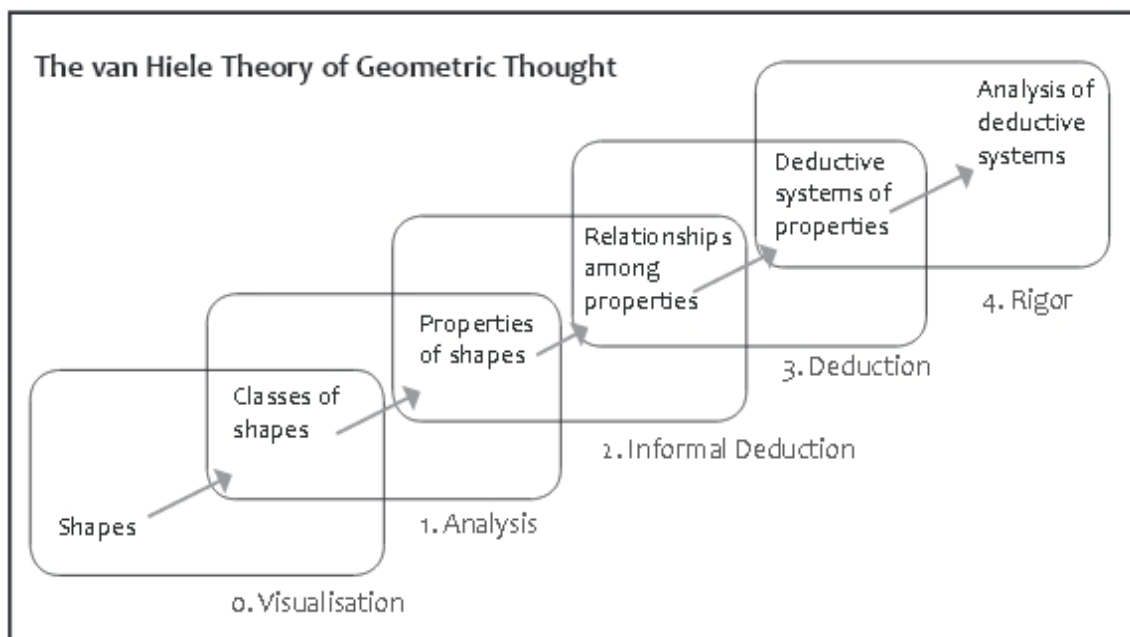 The van Hiele Theory of Geometric Thought
Shapes
0. Visualisation
Classes of
shapes
1. Analysis
Properties
of shapes
2. Informal Deduction
Relationships
among
properties
3. Deduction
Deductive
systems of
properties
4. Rigor
Analysis of
deductive
systems